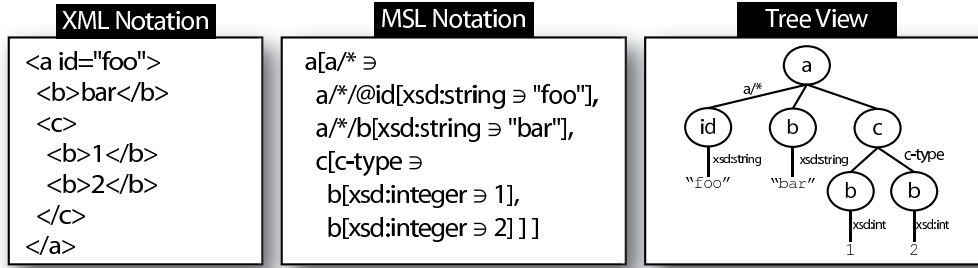 XML Notation
<a id="foo">
<b>bar</b>
<c>
<b>1</b>
<b>2</b>
</c>
</a>
MSL Notation
a[a/* ∋
a/*/@id[xsd:string ∋ "foo"],
a/*/b[xsd:string ∋ "bar"],
c[c-type ∋
b[xsd:integer ∋ 1],
b[xsd:integer ∋ 2] ] ]
Tree View
a
a/*
id b c
xsd:string xsd:string c-type
"foo" "bar" b b
xsd:int xsd:int
1 2